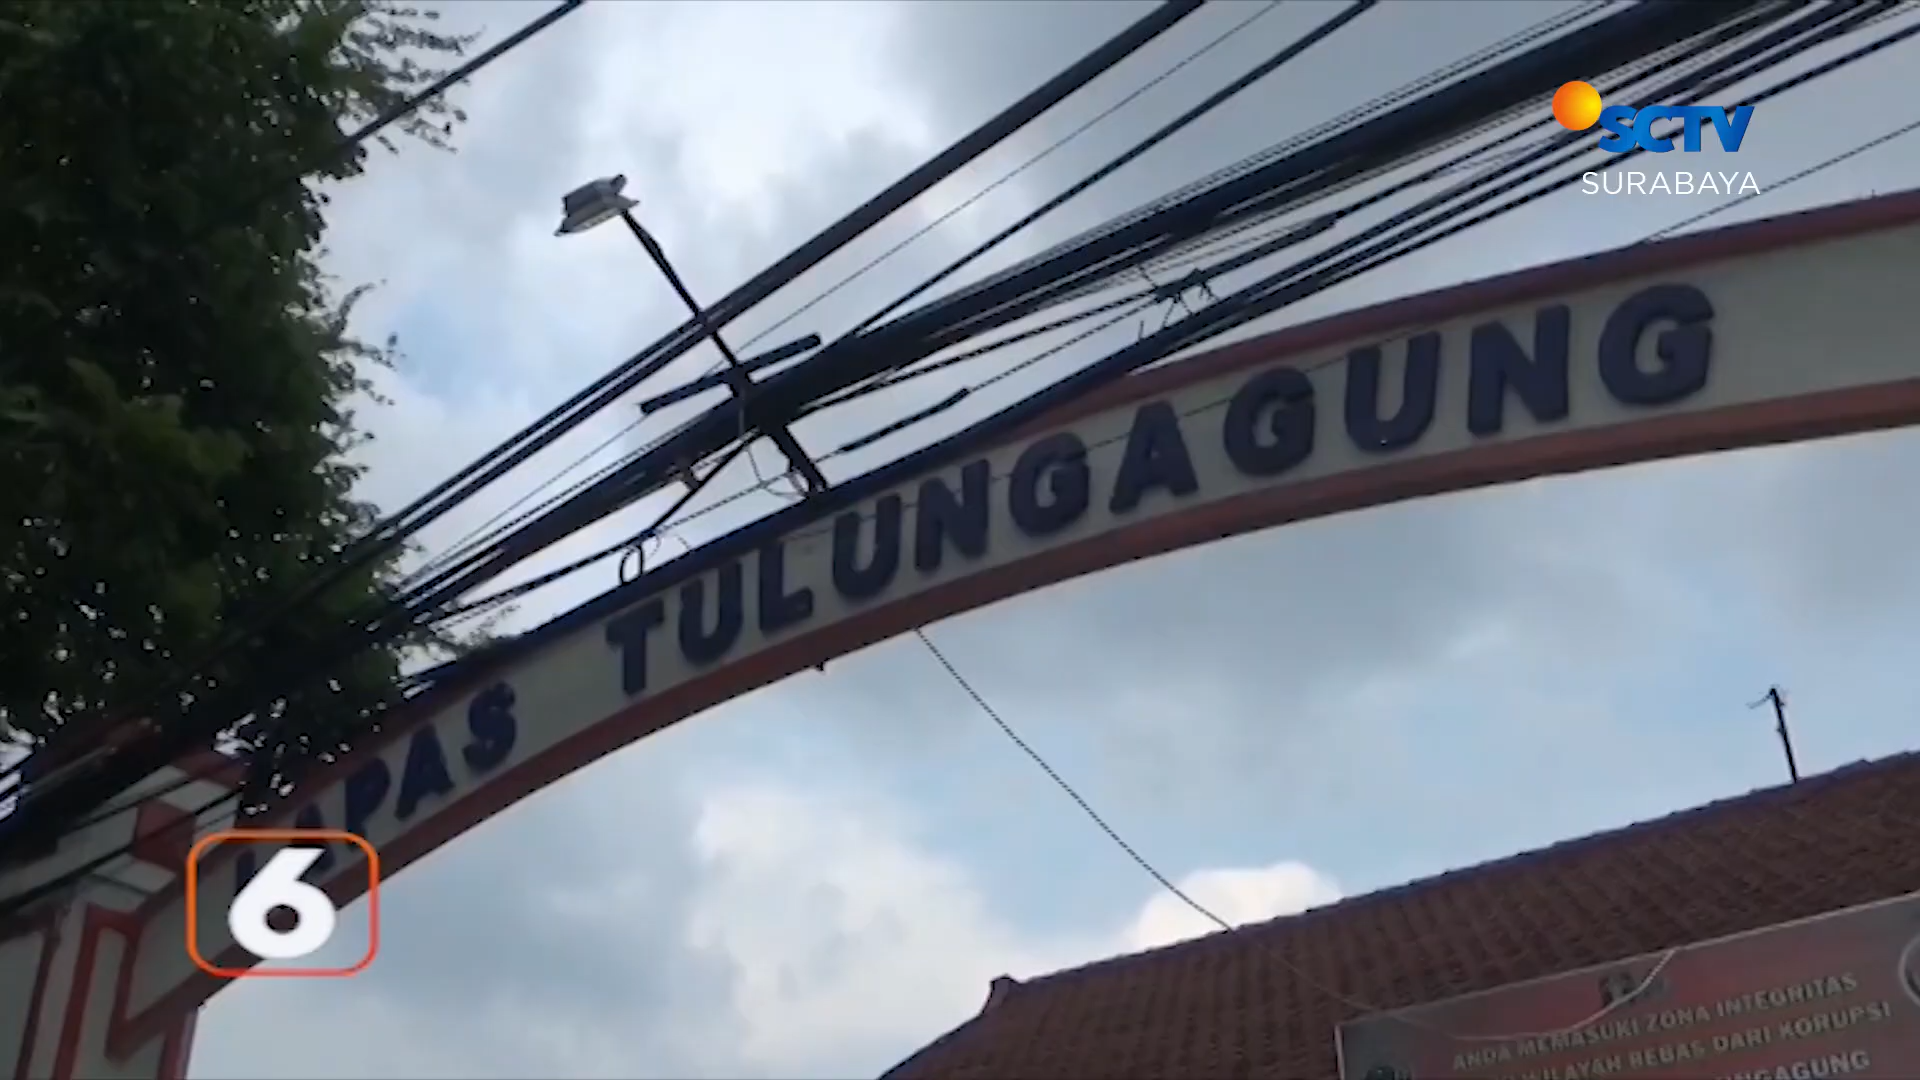 SCTV
SURABAYA
LAPAS TULUNGAGUNG
6
ANDA MEMASUKI ZONA INTEGRITAS
WILAYAH BEBAS DARI KORUPSI